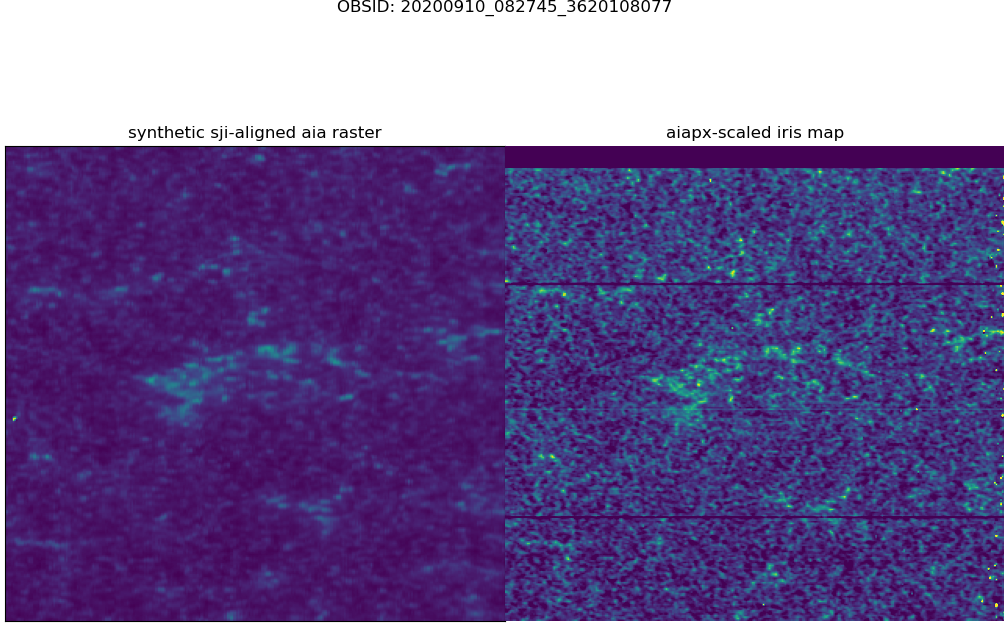 OBSID: 20200910_082745_3620108077
synthetic sji-aligned aia raster
aiapx-scaled iris map